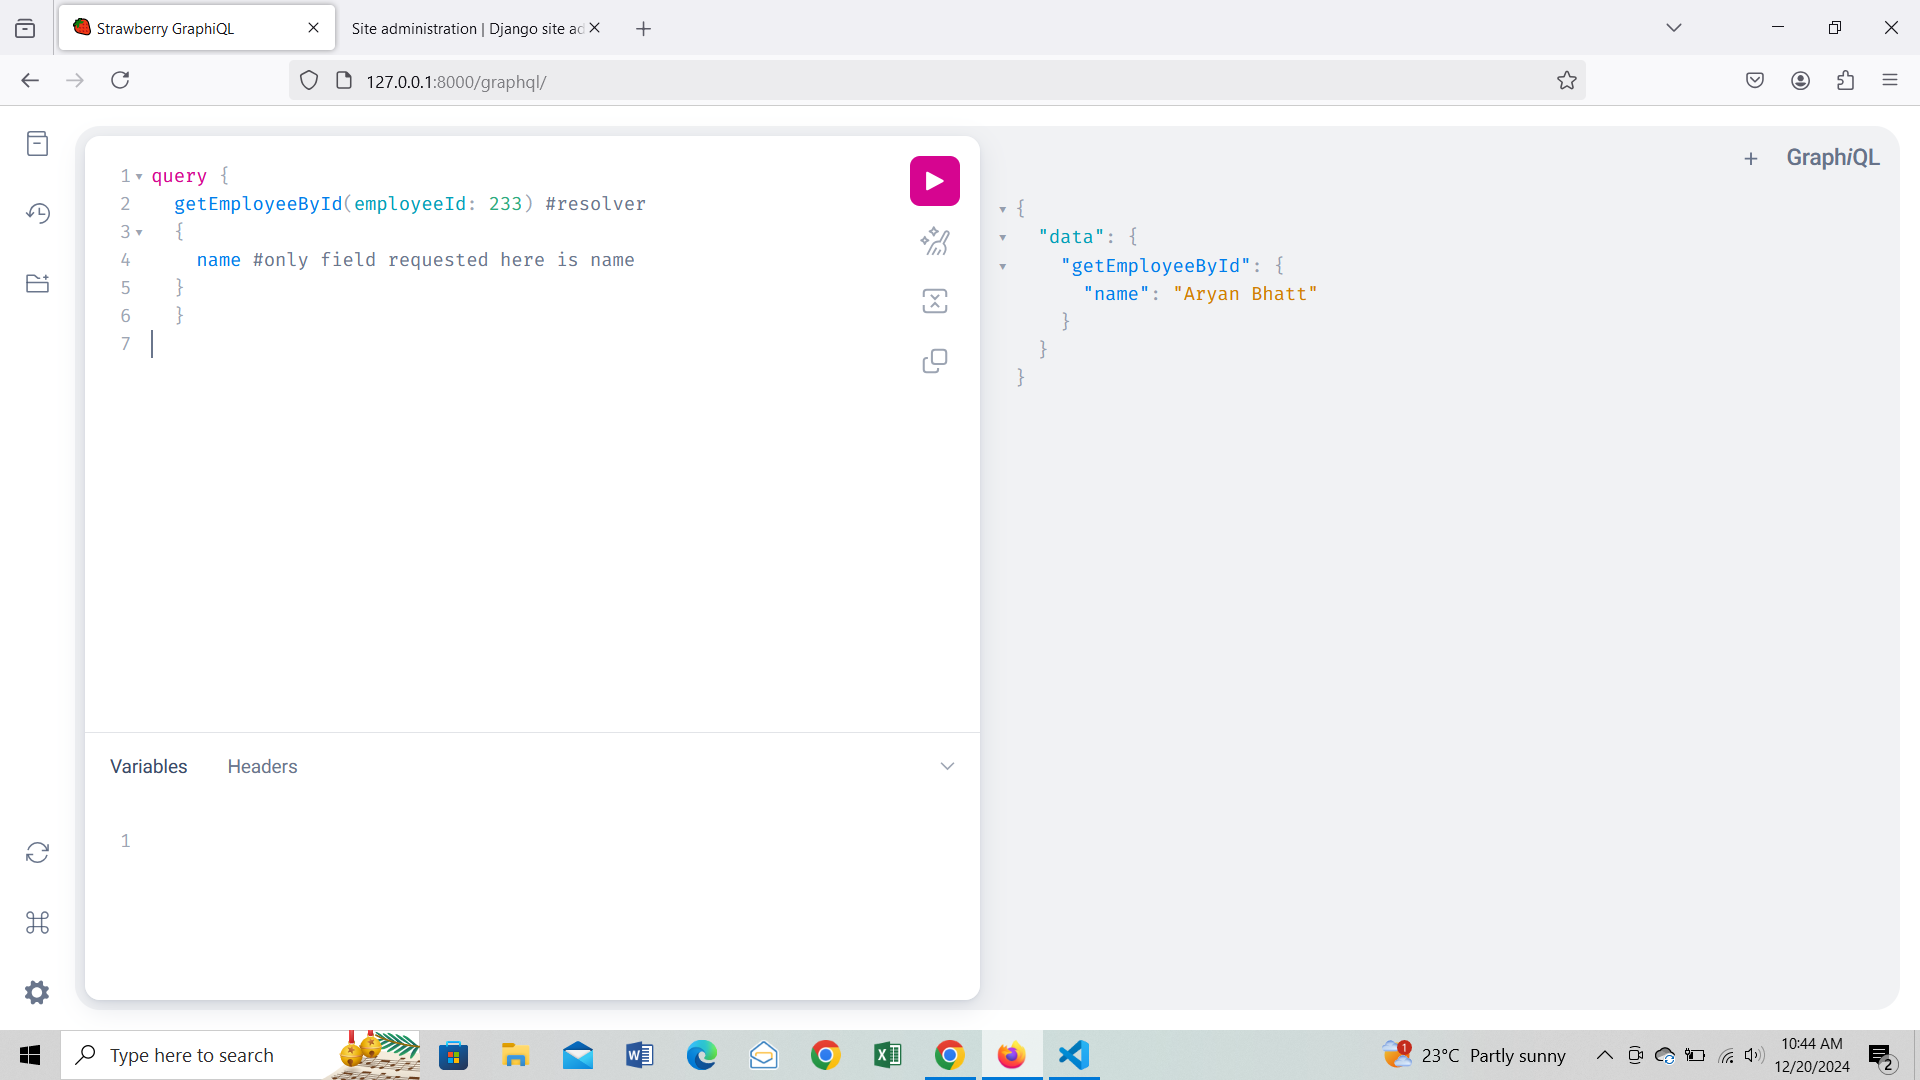 Strawberry GraphiQL
Site administration | Django site ad
127.0.0.1:8000/graphql/
GraphiQL
1 query {
2 getEmployeeById(employeeId: 233) #resolver
3 {
4 name #only field requested here is name
5 }
6 }
7
{
"data": {
"getEmployeeById": {
"name": "Aryan Bhatt"
}
}
}
Variables Headers
1
Type here to search
1
23°C Partly sunny
10:44 AM
12/20/2024
2